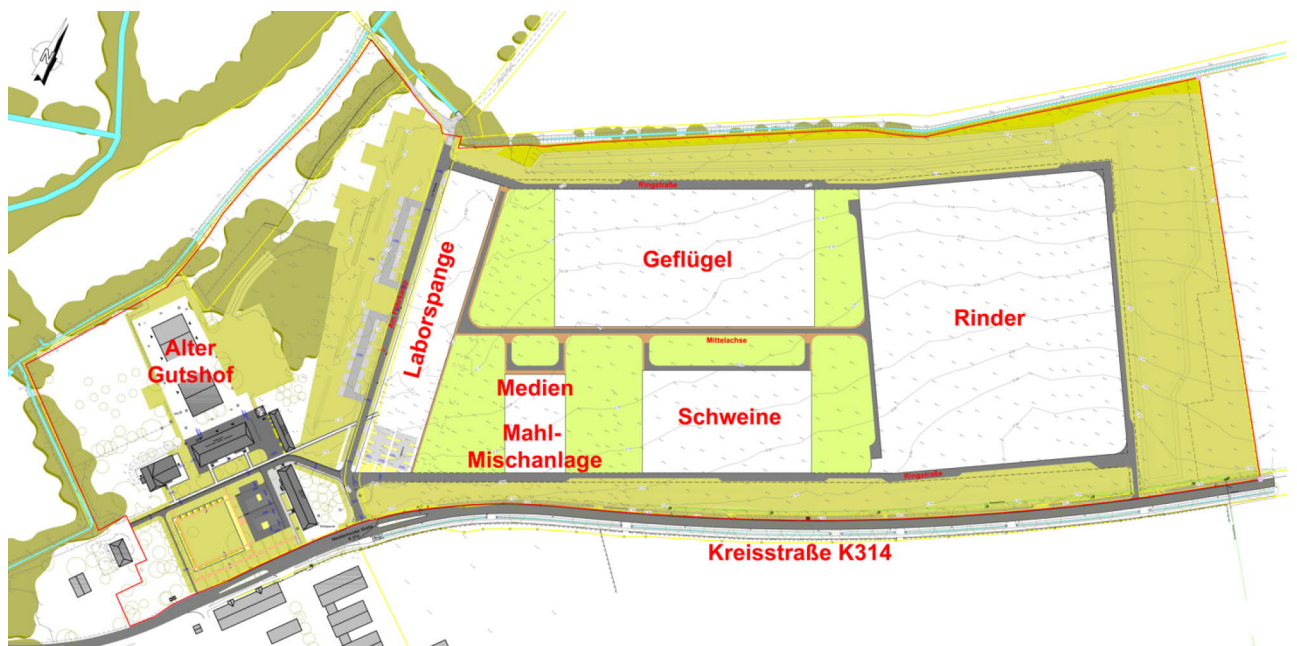 N
Ringstraße
Laborspange
Geflügel
Rinder
Mittelachse
Alter
Gutshof
Medien
Mahl-
Mischanlage
Schweine
Ringstraße
Kreisstraße K314